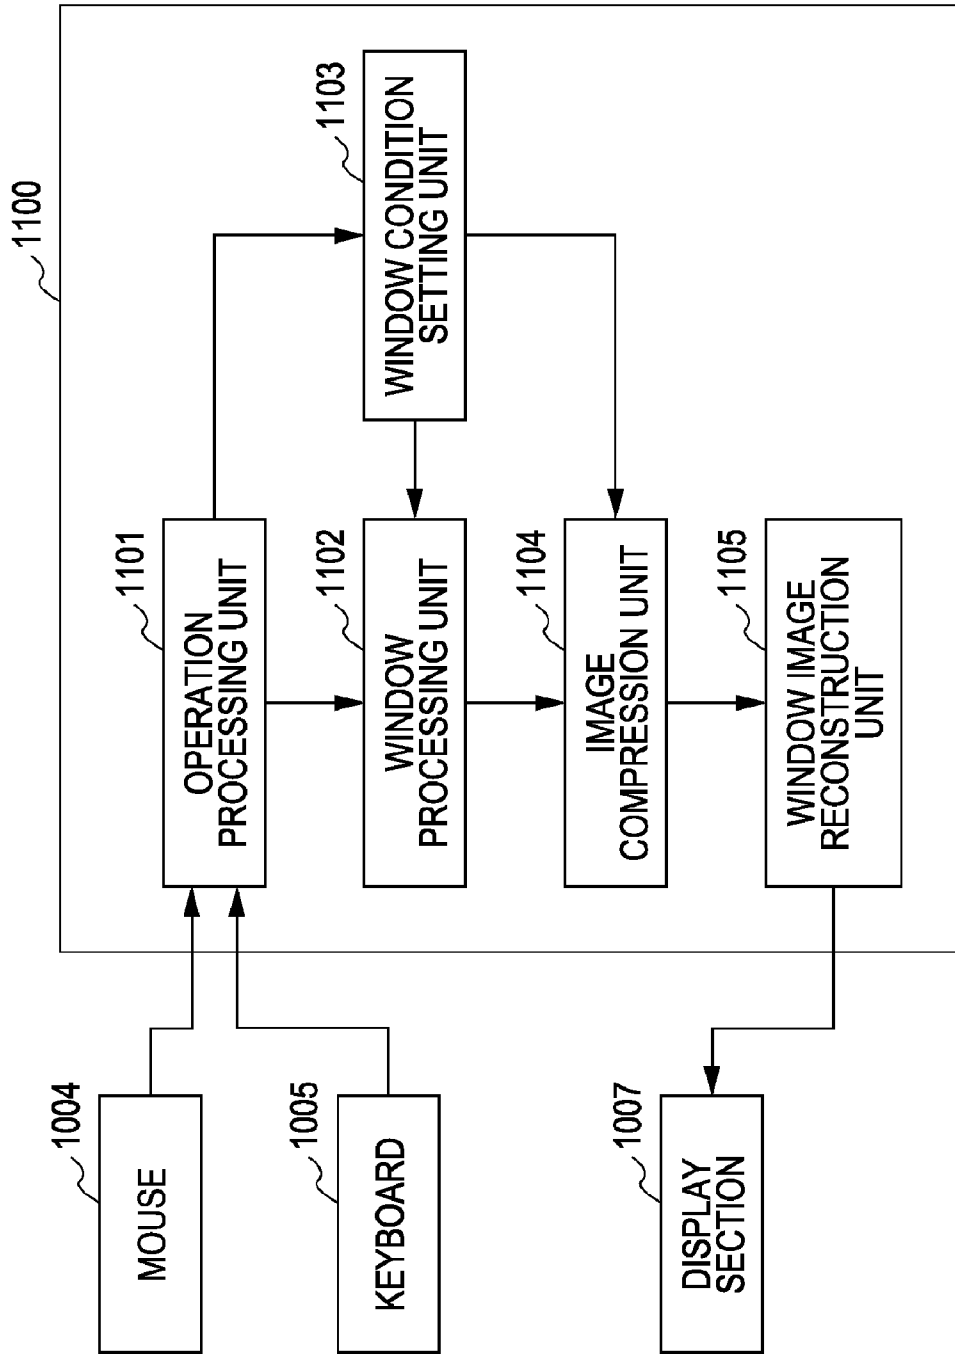 1100
1004
MOUSE
1005
KEYBOARD
1007
DISPLAY
SECTION
1101
OPERATION
PROCESSING UNIT
1102
WINDOW
PROCESSING UNIT
1103
WINDOW CONDITION
SETTING UNIT
1104
IMAGE
COMPRESSION UNIT
1105
WINDOW IMAGE
RECONSTRUCTION
UNIT